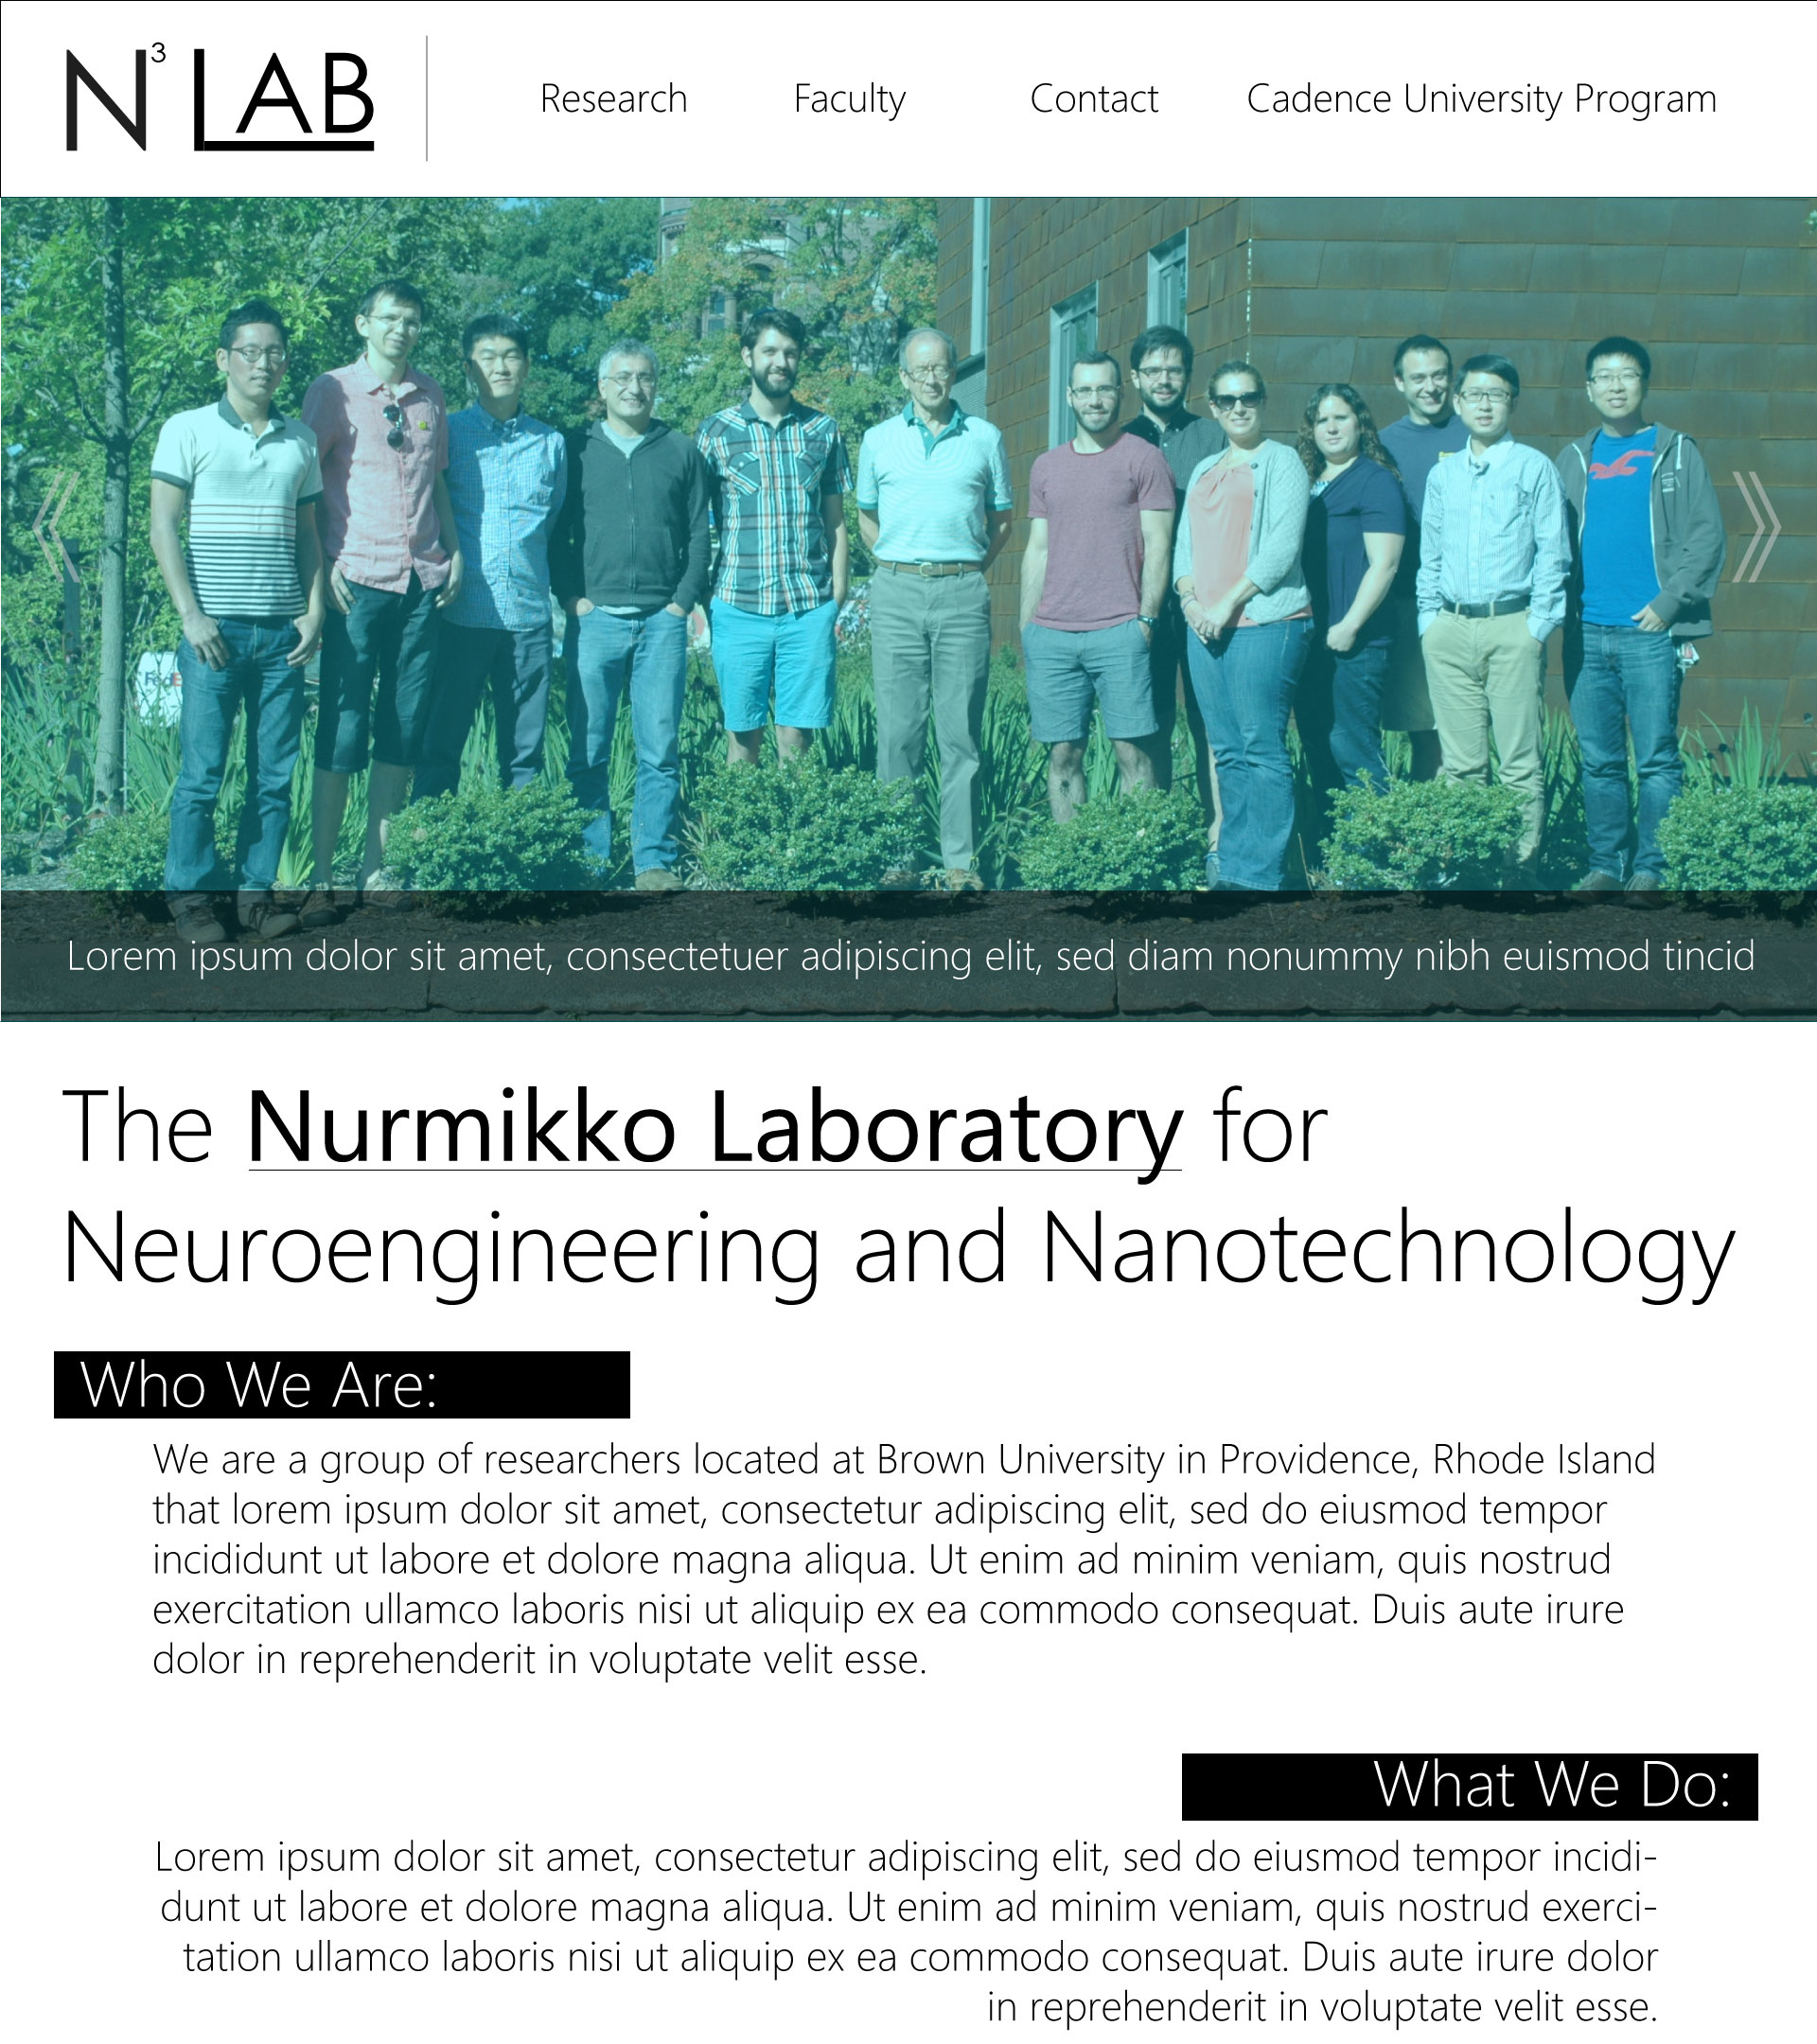 N³ LAB
Research Faculty Contact Cadence University Program
FedE
Lorem ipsum dolor sit amet, consectetuer adipiscing elit, sed diam nonummy nibh euismod tincid
The Nurmikko Laboratory for
Neuroengineering and Nanotechnology
Who We Are:
We are a group of researchers located at Brown University in Providence, Rhode Island
that lorem ipsum dolor sit amet, consectetur adipiscing elit, sed do eiusmod tempor
incididunt ut labore et dolore magna aliqua. Ut enim ad minim veniam, quis nostrud
exercitation ullamco laboris nisi ut aliquip ex ea commodo consequat. Duis aute irure
dolor in reprehenderit in voluptate velit esse.
What We Do:
Lorem ipsum dolor sit amet, consectetur adipiscing elit, sed do eiusmod tempor incidi-
dunt ut labore et dolore magna aliqua. Ut enim ad minim veniam, quis nostrud exerci-
tation ullamco laboris nisi ut aliquip ex ea commodo consequat. Duis aute irure dolor
in reprehenderit in voluptate velit esse.